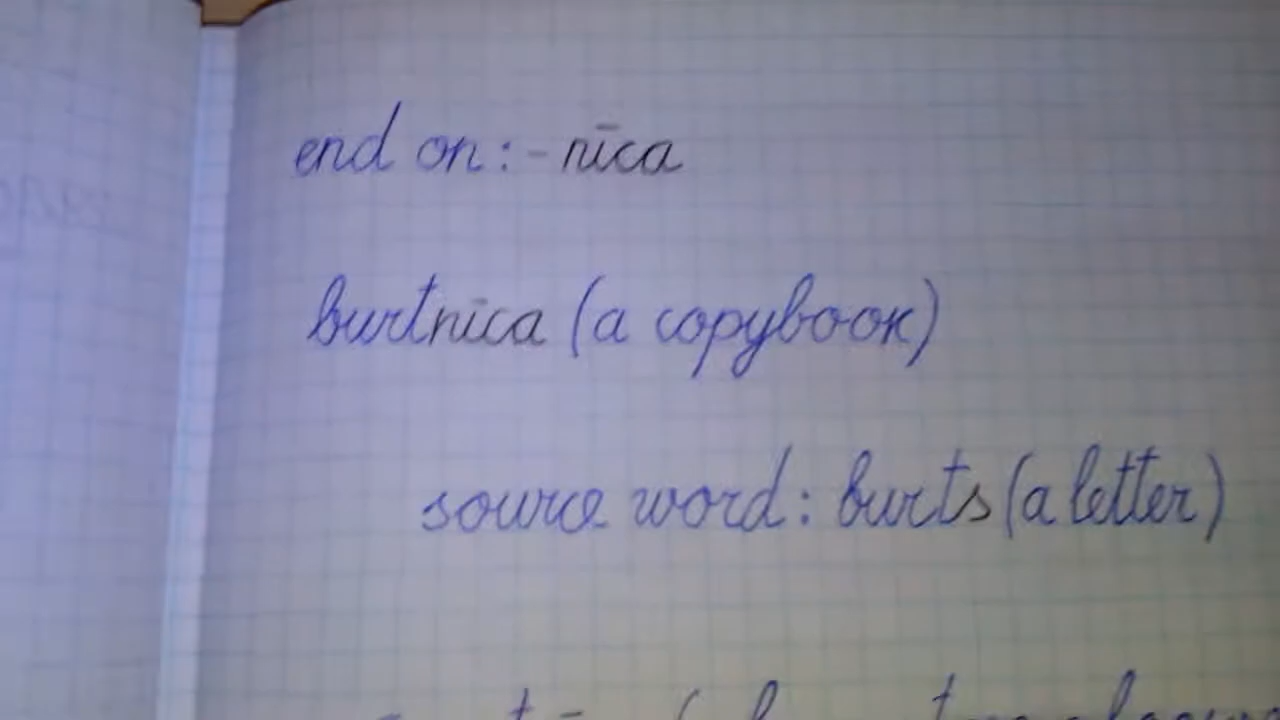 end on: -nīca
burtnīca (a copybook)
source word: burts (a letter)